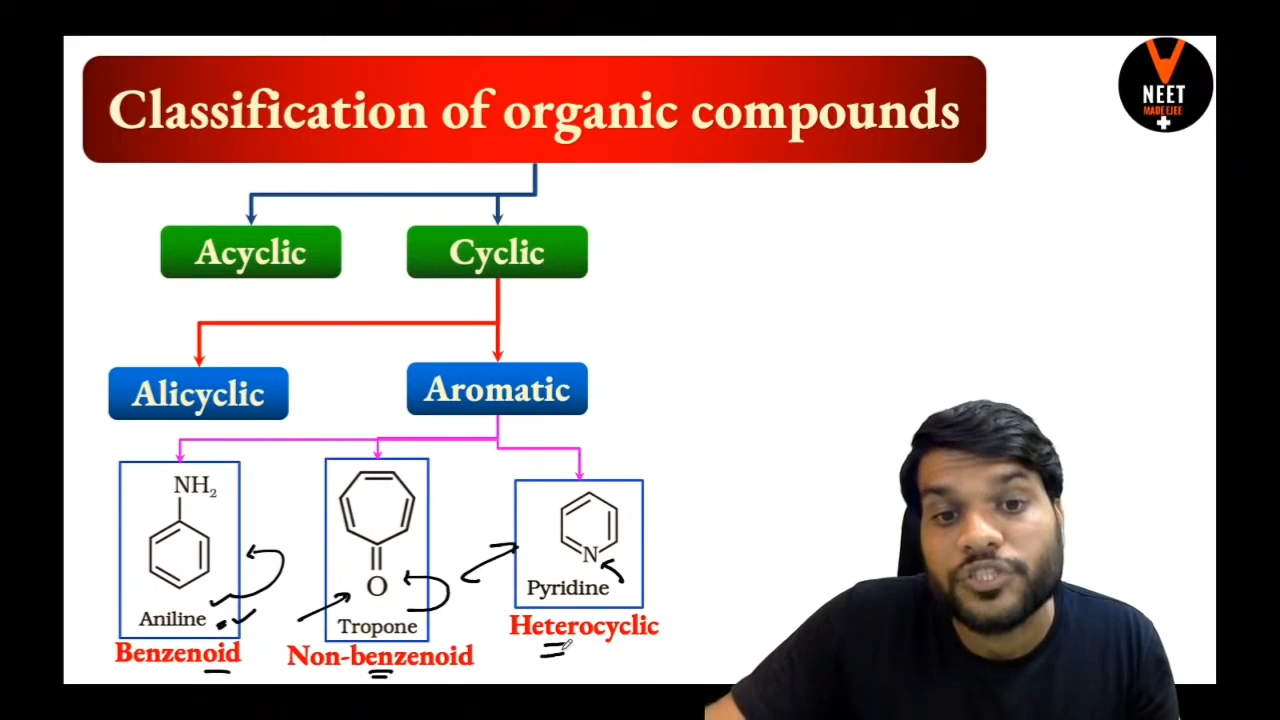 Classification of organic compounds
NEET
MADE EJEE
Acyclic
Cyclic
Alicyclic
Aromatic
NH₂
Aniline
Benzenoid
O
Tropone
Non-benzenoid
N
Pyridine
Heterocyclic